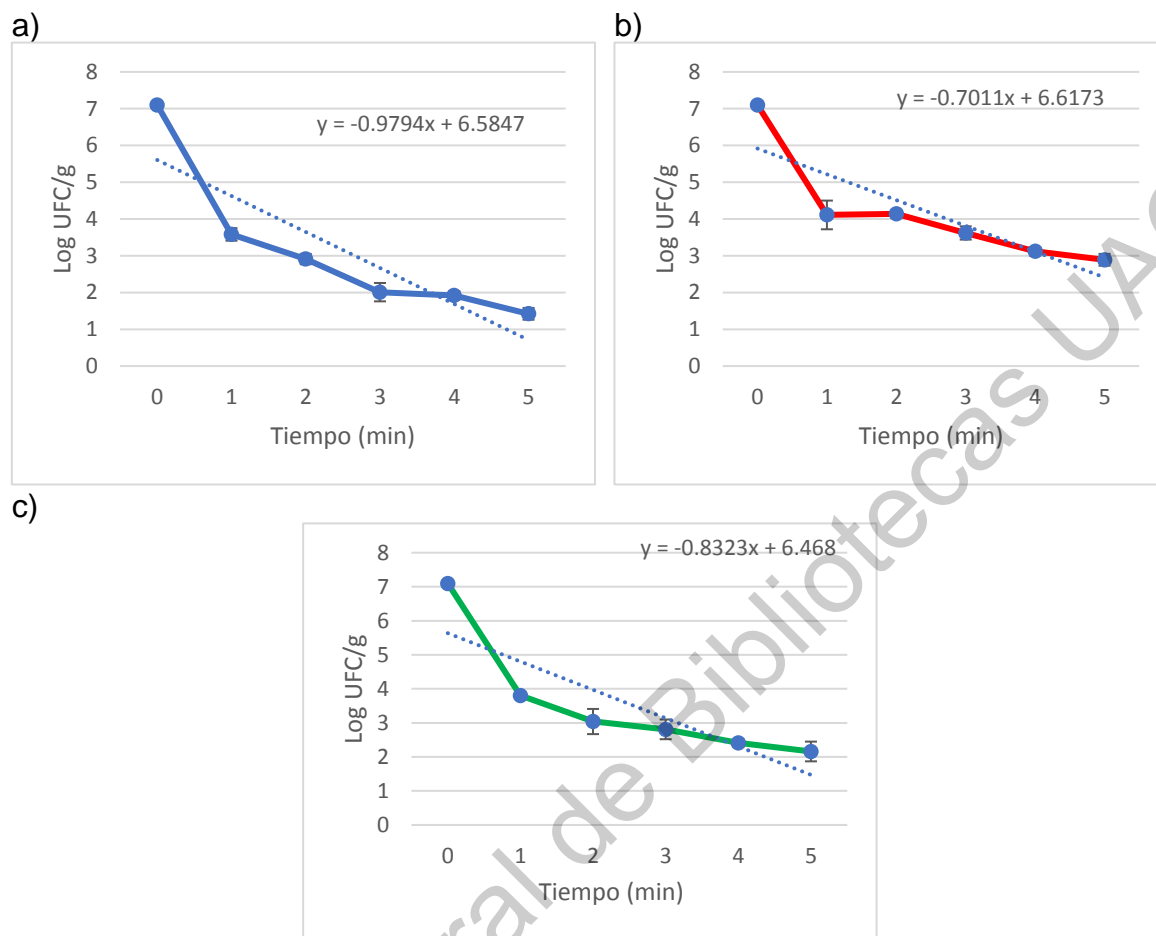 a)
8
7
6
5
4
3
2
1
0
Log UFC/g
y = -0.9794x + 6.5847
0 1 2 3 4 5
Tiempo (min)
b)
8
7
6
5
4
3
2
1
0
Log UFC/g
y = -0.7011x + 6.6173
0 1 2 3 4 5
Tiempo (min)
c)
8
7
6
5
4
3
2
1
0
Log UFC/g
y = -0.8323x + 6.468
0 1 2 3 4 5
Tiempo (min)
de Bibliotecas